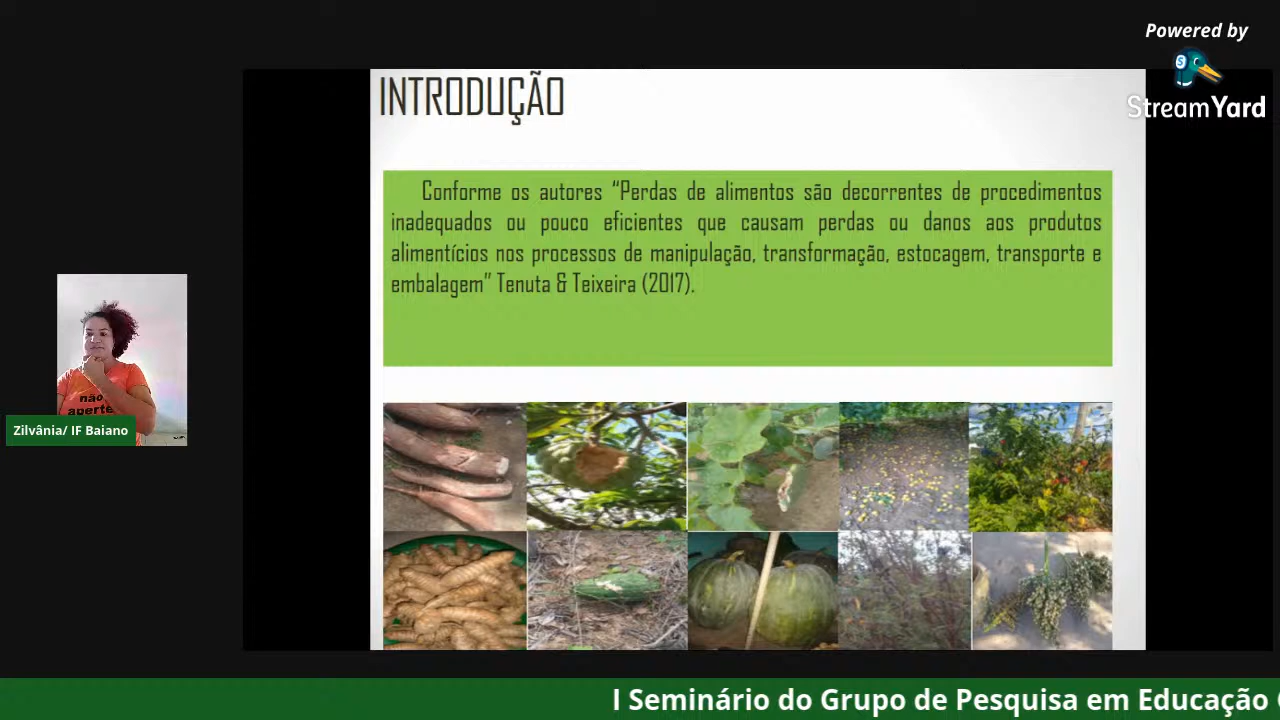 Powered by
StreamYard
INTRODUÇÃO
Conforme os autores “Perdas de alimentos são decorrentes de procedimentos
inadequados ou pouco eficientes que causam perdas ou danos aos produtos
alimentícios nos processos de manipulação, transformação, estocagem, transporte e
embalagem” Tenuta & Teixeira (2017).
não
aperte
Zilvânia/ IF Baiano
I Seminário do Grupo de Pesquisa em Educação